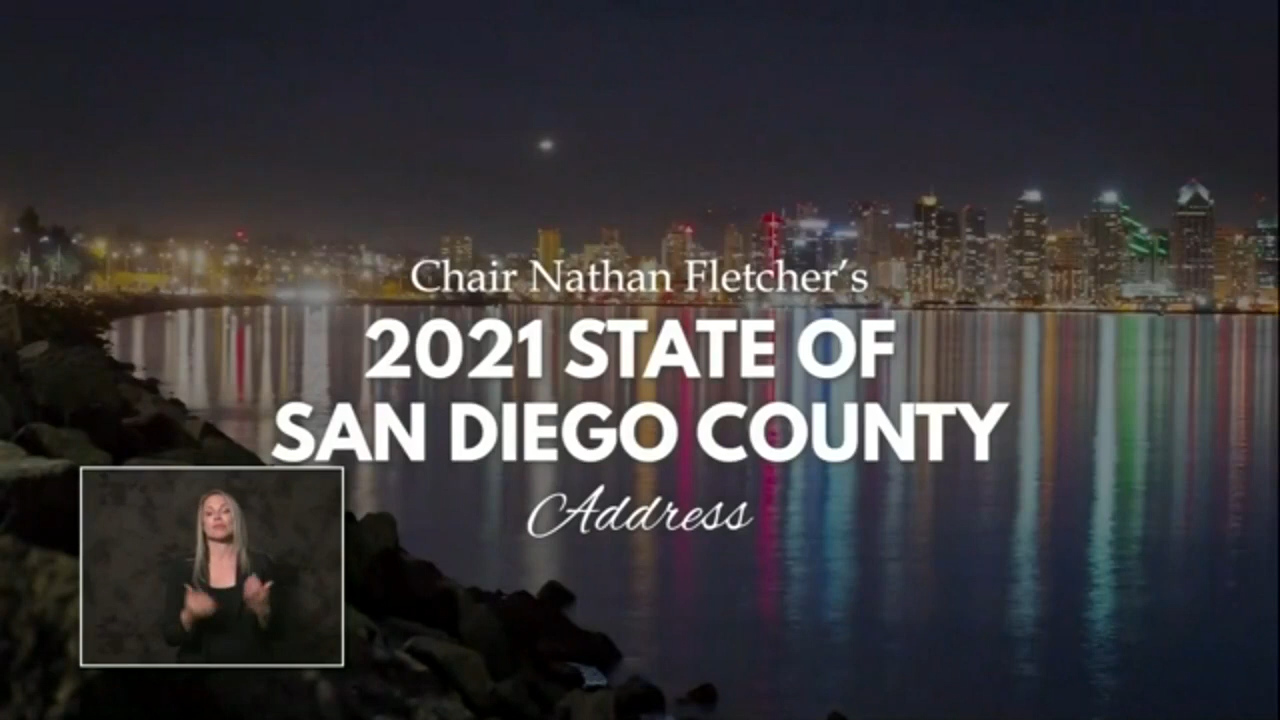 Chair Nathan Fletcher’s
2021 STATE OF
SAN DIEGO COUNTY
Address